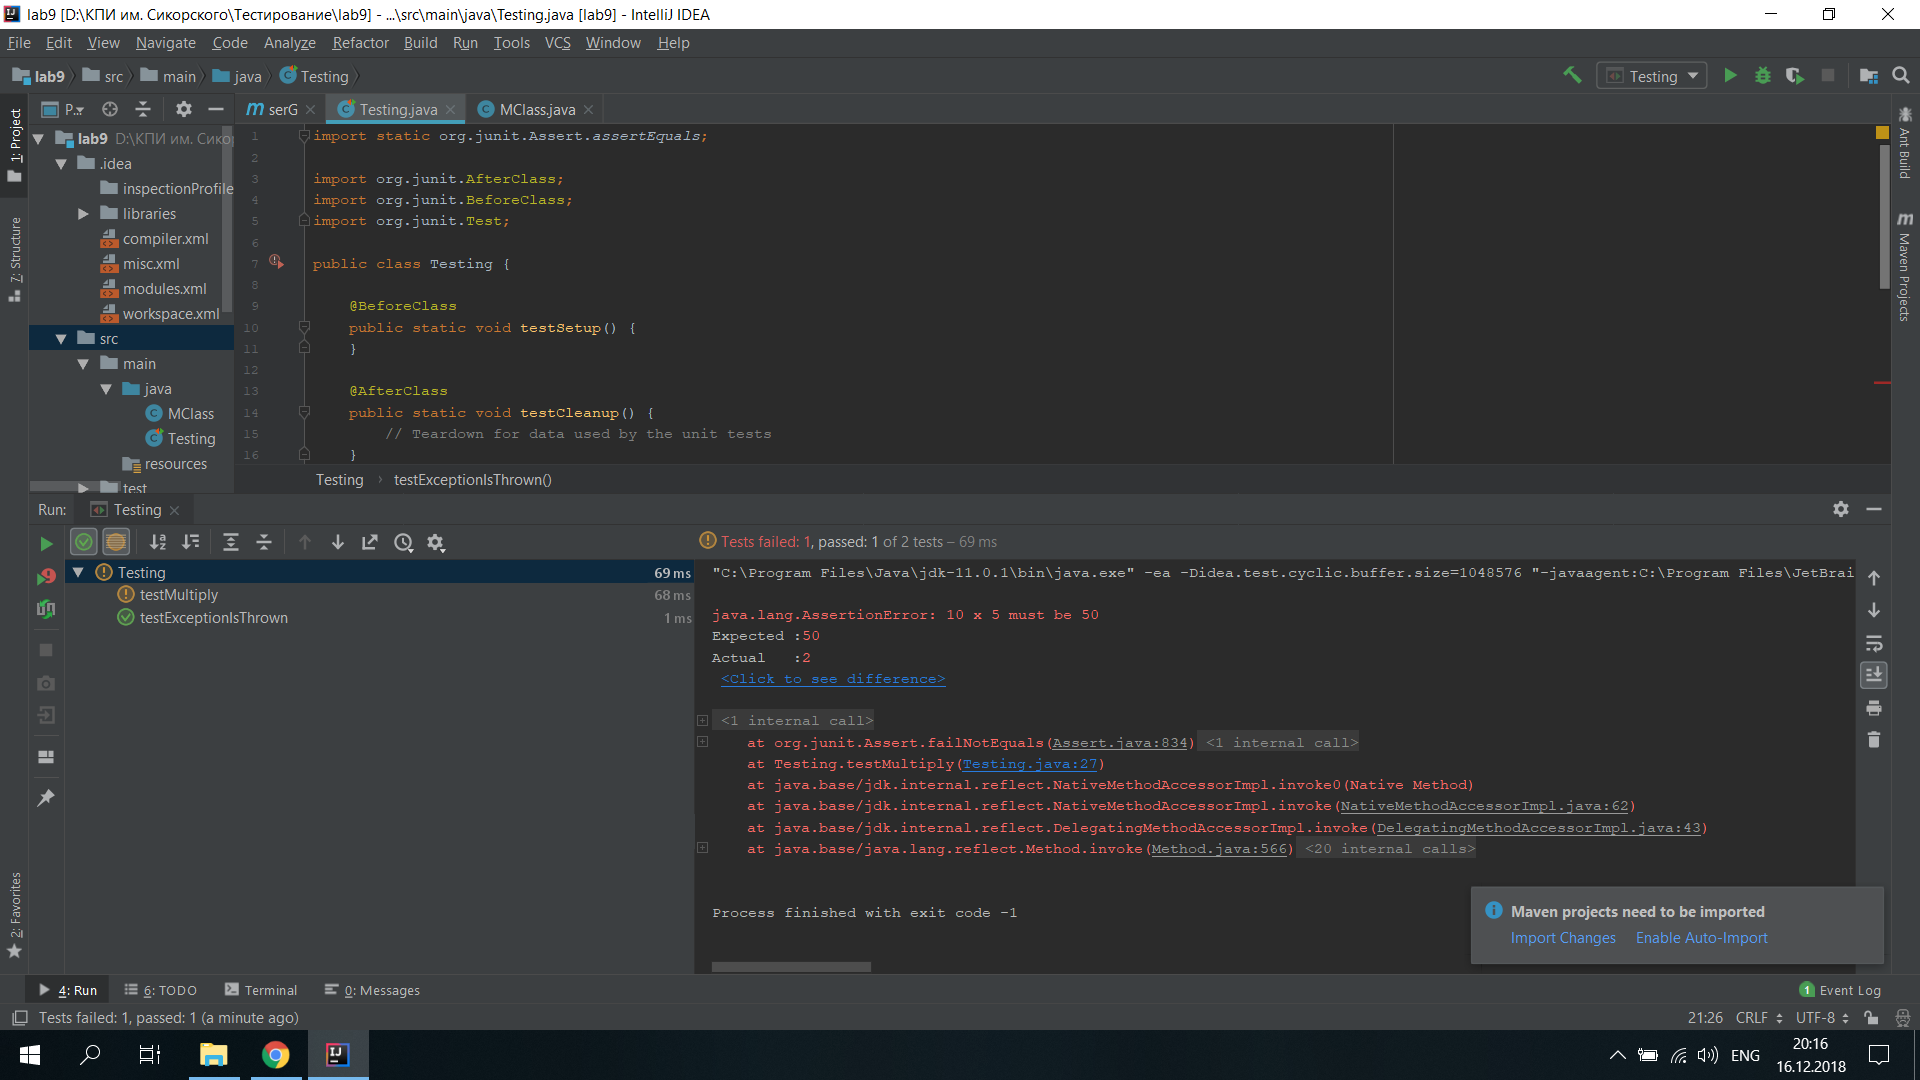 lab9 [D:\КПИ им. Сикорского\Тестирование\lab9] - ...\src\main\java\Testing.java [lab9] - IntelliJ IDEA
File Edit View Navigate Code Analyze Refactor Build Run Tools VCS Window Help
lab9 src main java Testing
Testing
1: Project
7: Structure
2: Favorites
P..
serG
Testing.java
MClass.java
lab9 D:\КПИ им. Сико
.idea
inspectionProfile
libraries
compiler.xml
misc.xml
modules.xml
workspace.xml
src
main
java
MClass
Testing
resources
test
1 import static org.junit.Assert.assertEquals;
2
3 import org.junit.AfterClass;
4 import org.junit.BeforeClass;
5 import org.junit.Test;
6
7 public class Testing {
8
9 @BeforeClass
10 public static void testSetup() {
11 }
12
13 @AfterClass
14 public static void testCleanup() {
15 // Teardown for data used by the unit tests
16 }
Testing › testExceptionIsThrown()
Ant Build
Maven Projects
Run: Testing
Tests failed: 1, passed: 1 of 2 tests – 69 ms
Testing 69 ms
testMultiply 68 ms
testExceptionIsThrown 1 ms
"C:\Program Files\Java\jdk-11.0.1\bin\java.exe" -ea -Didea.test.cyclic.buffer.size=1048576 "-javaagent:C:\Program Files\JetBrai
java.lang.AssertionError: 10 x 5 must be 50
Expected :50
Actual :2
<Click to see difference>
<1 internal call>
at org.junit.Assert.failNotEquals(Assert.java:834) <1 internal call>
at Testing.testMultiply(Testing.java:27)
at java.base/jdk.internal.reflect.NativeMethodAccessorImpl.invoke0(Native Method)
at java.base/jdk.internal.reflect.NativeMethodAccessorImpl.invoke(NativeMethodAccessorImpl.java:62)
at java.base/jdk.internal.reflect.DelegatingMethodAccessorImpl.invoke(DelegatingMethodAccessorImpl.java:43)
at java.base/java.lang.reflect.Method.invoke(Method.java:566) <20 internal calls>
Process finished with exit code -1
Maven projects need to be imported
Import Changes Enable Auto-Import
4: Run 6: TODO Terminal 0: Messages
1 Event Log
Tests failed: 1, passed: 1 (a minute ago)
21:26 CRLF UTF-8
ENG
20:16
16.12.2018